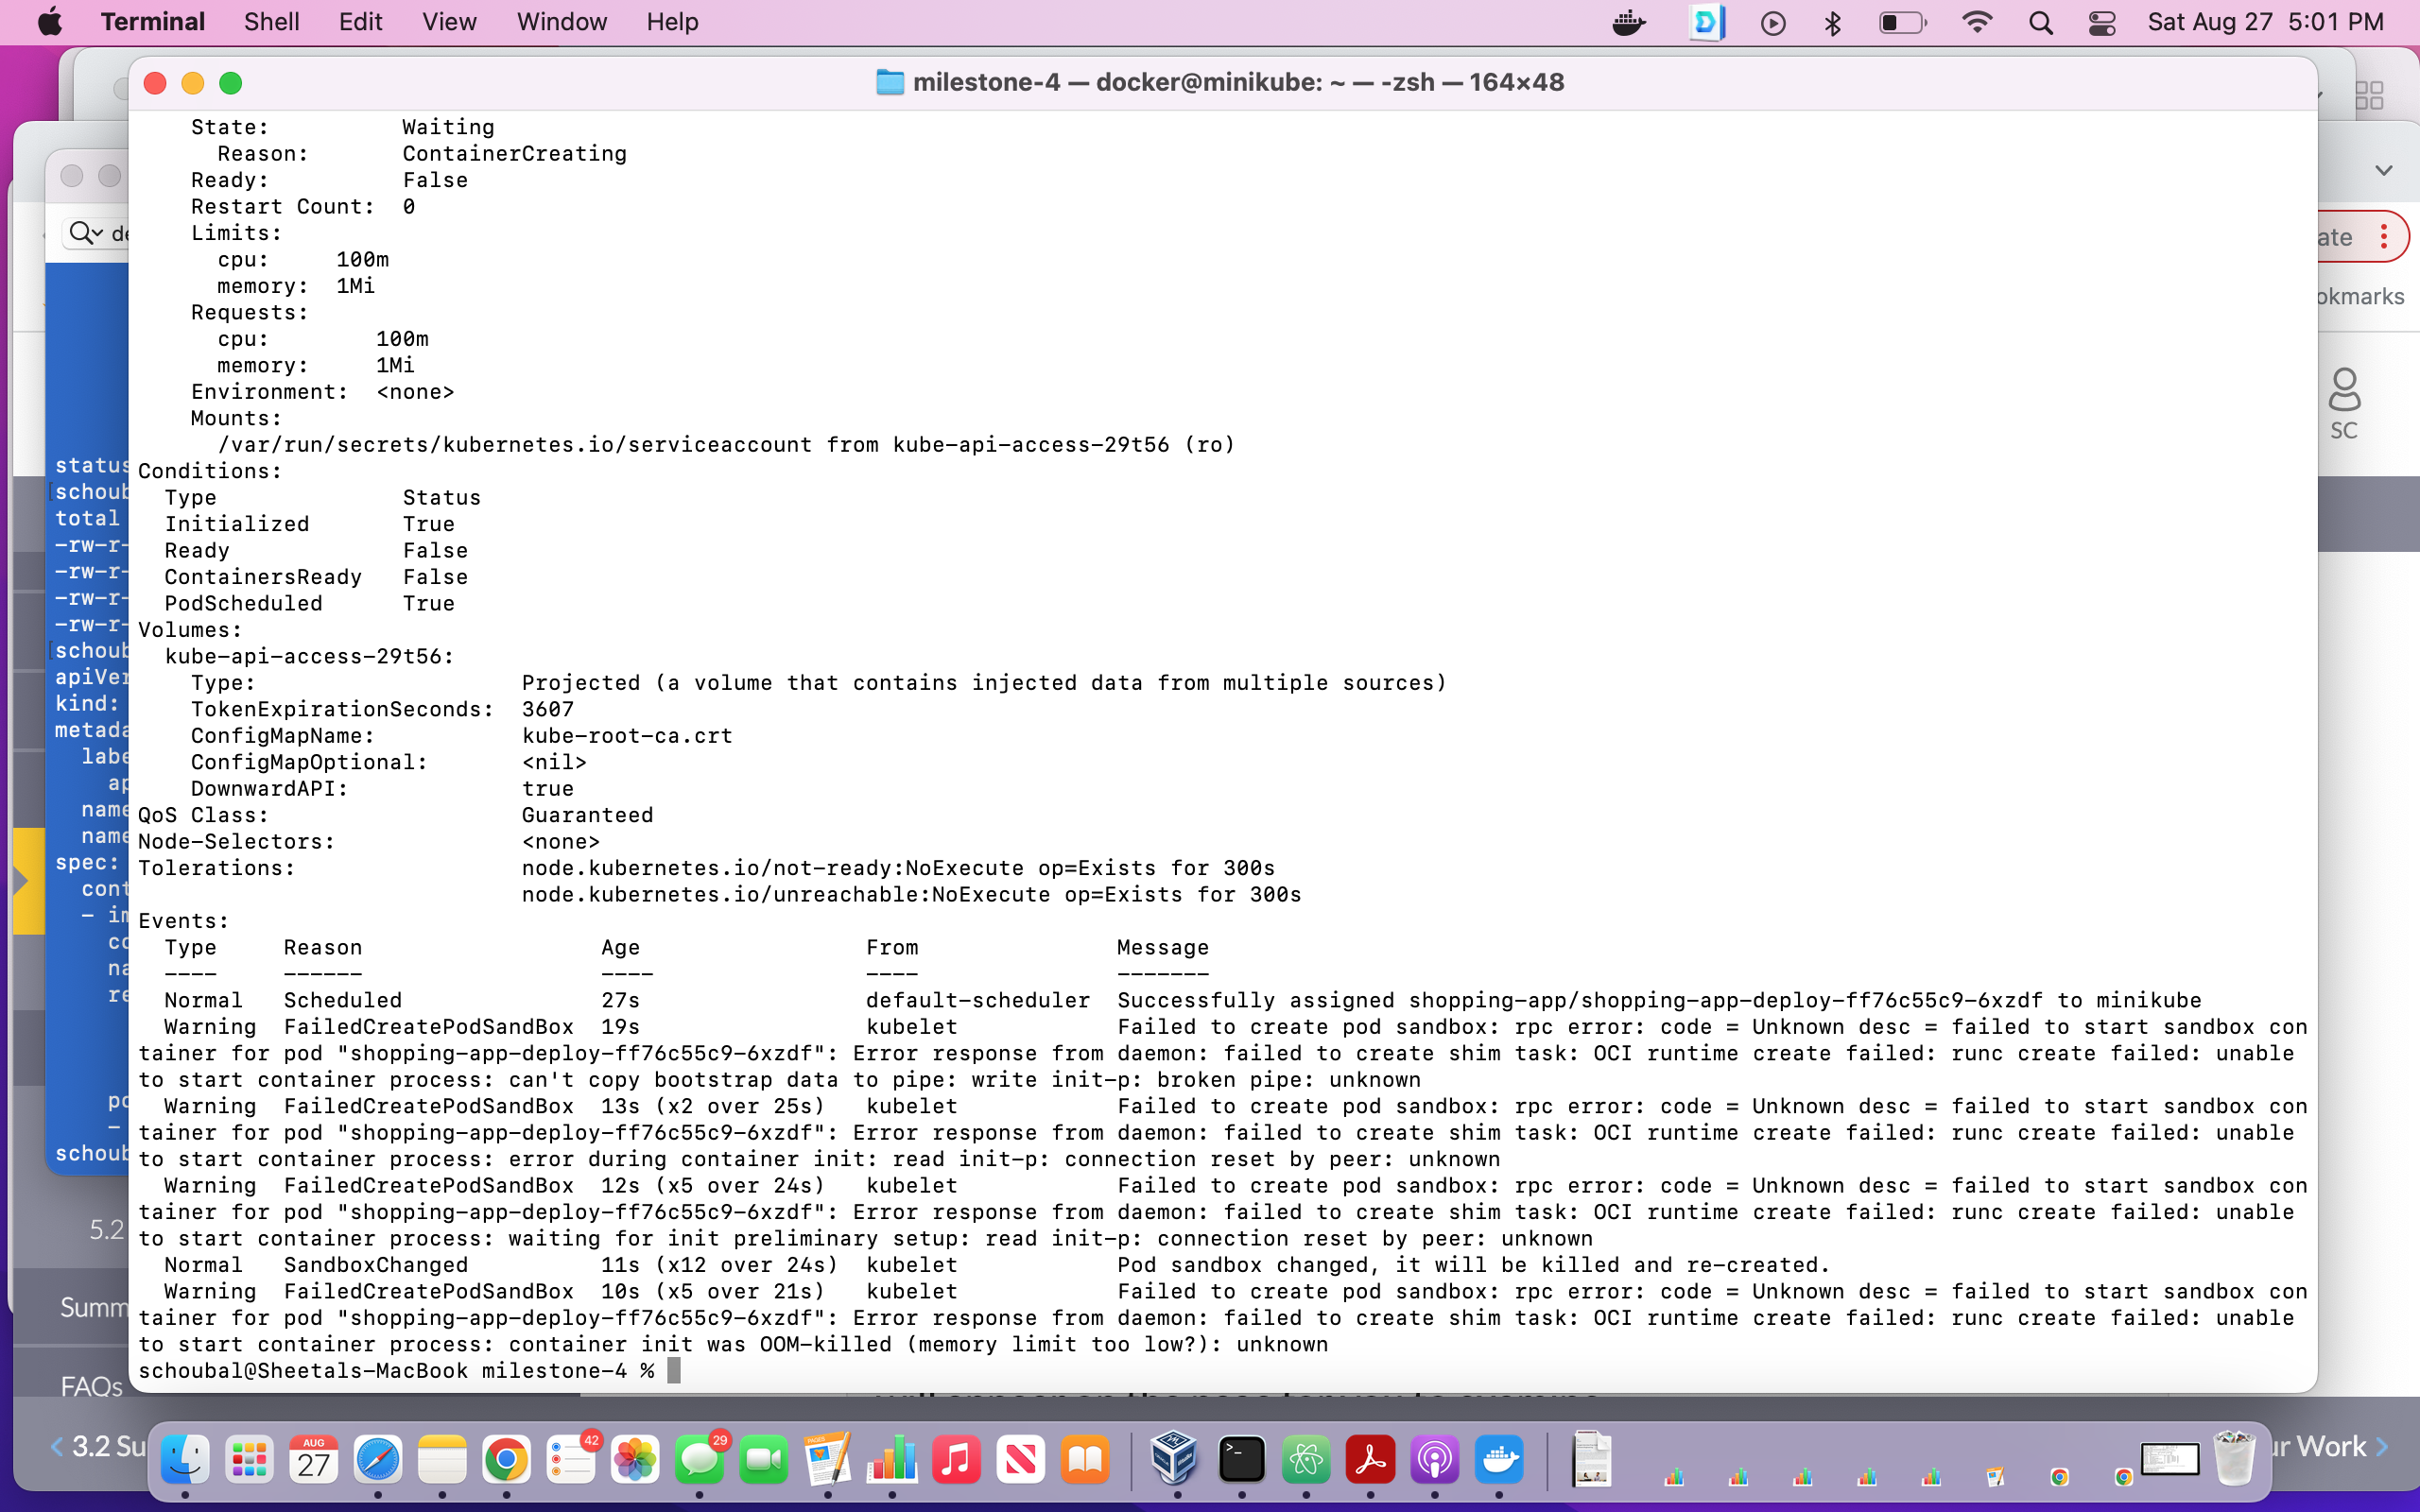 Terminal Shell Edit View Window Help Sat Aug 27 5:01 PM
milestone-4 — docker@minikube: ~ — -zsh — 164×48
    State:          Waiting
      Reason:       ContainerCreating
    Ready:          False
    Restart Count:  0
    Limits:
      cpu:     100m
      memory:  1Mi
    Requests:
      cpu:        100m
      memory:     1Mi
    Environment:  <none>
    Mounts:
      /var/run/secrets/kubernetes.io/serviceaccount from kube-api-access-29t56 (ro)
Conditions:
  Type              Status
  Initialized       True
  Ready             False
  ContainersReady   False
  PodScheduled      True
Volumes:
  kube-api-access-29t56:
    Type:                    Projected (a volume that contains injected data from multiple sources)
    TokenExpirationSeconds:  3607
    ConfigMapName:           kube-root-ca.crt
    ConfigMapOptional:       <nil>
    DownwardAPI:             true
QoS Class:                   Guaranteed
Node-Selectors:              <none>
Tolerations:                 node.kubernetes.io/not-ready:NoExecute op=Exists for 300s
                             node.kubernetes.io/unreachable:NoExecute op=Exists for 300s
Events:
  Type     Reason                  Age                 From               Message
  ----     ------                  ----                ----               -------
  Normal   Scheduled               27s                 default-scheduler  Successfully assigned shopping-app/shopping-app-deploy-ff76c55c9-6xzdf to minikube
  Warning  FailedCreatePodSandBox  19s                 kubelet            Failed to create pod sandbox: rpc error: code = Unknown desc = failed to start sandbox con
tainer for pod "shopping-app-deploy-ff76c55c9-6xzdf": Error response from daemon: failed to create shim task: OCI runtime create failed: runc create failed: unable
to start container process: can't copy bootstrap data to pipe: write init-p: broken pipe: unknown
  Warning  FailedCreatePodSandBox  13s (x2 over 25s)   kubelet            Failed to create pod sandbox: rpc error: code = Unknown desc = failed to start sandbox con
tainer for pod "shopping-app-deploy-ff76c55c9-6xzdf": Error response from daemon: failed to create shim task: OCI runtime create failed: runc create failed: unable
to start container process: error during container init: read init-p: connection reset by peer: unknown
  Warning  FailedCreatePodSandBox  12s (x5 over 24s)   kubelet            Failed to create pod sandbox: rpc error: code = Unknown desc = failed to start sandbox con
tainer for pod "shopping-app-deploy-ff76c55c9-6xzdf": Error response from daemon: failed to create shim task: OCI runtime create failed: runc create failed: unable
to start container process: waiting for init preliminary setup: read init-p: connection reset by peer: unknown
  Normal   SandboxChanged          11s (x12 over 24s)  kubelet            Pod sandbox changed, it will be killed and re-created.
  Warning  FailedCreatePodSandBox  10s (x5 over 21s)   kubelet            Failed to create pod sandbox: rpc error: code = Unknown desc = failed to start sandbox con
tainer for pod "shopping-app-deploy-ff76c55c9-6xzdf": Error response from daemon: failed to create shim task: OCI runtime create failed: runc create failed: unable
to start container process: container init was OOM-killed (memory limit too low?): unknown
schoubal@Sheetals-MacBook milestone-4 %
de
status
[schoub
total
-rw-r-
-rw-r-
-rw-r-
-rw-r-
[schoub
apiVer
kind:
metada
labe
ap
name
name
spec:
cont
- im
co
na
re
po
-
schoub
5.2
Summ
FAQs
3.2 Su
ate
okmarks
SC
ur Work
AUG
27
42
29
PAGES